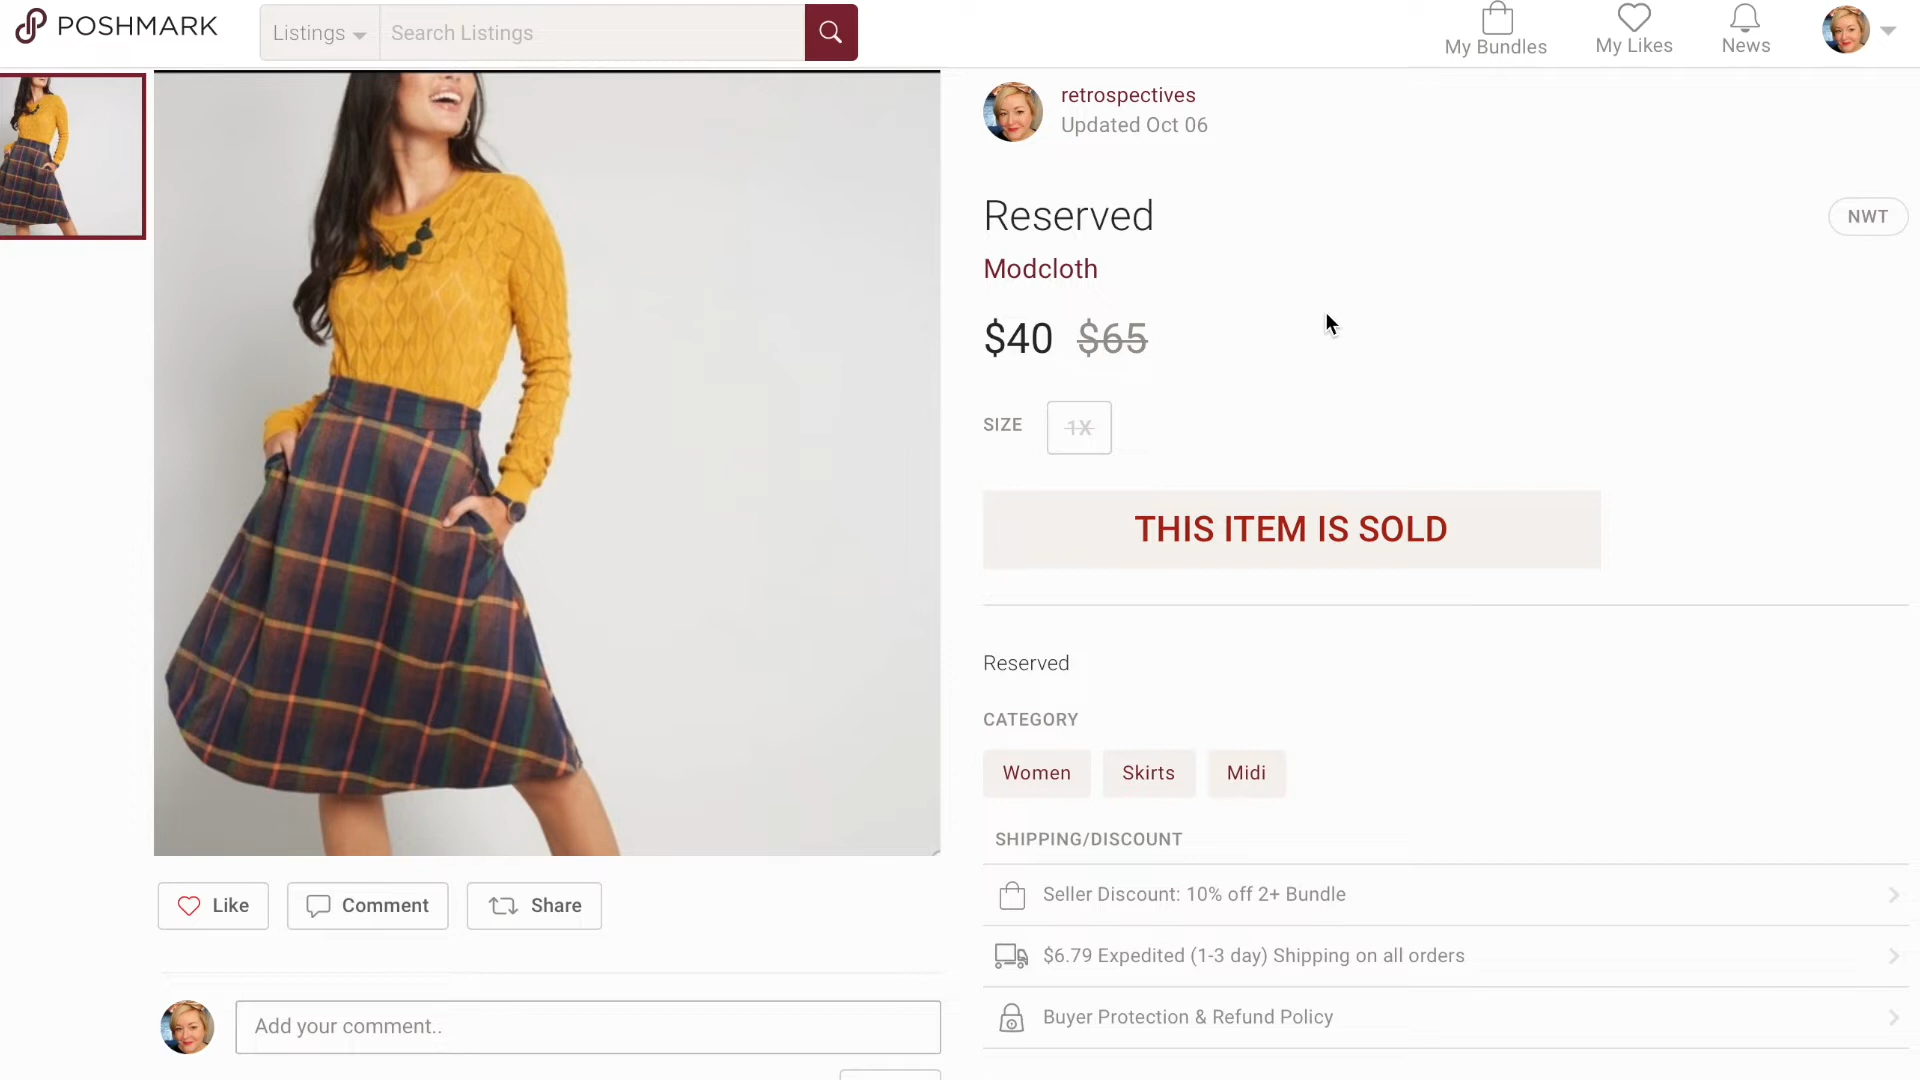 POSHMARK
Listings
Search Listings
My Bundles
My Likes
News
retrospectives
Updated Oct 06
Reserved
NWT
Modcloth
$40 $65
SIZE 1X
THIS ITEM IS SOLD
Reserved
CATEGORY
Women Skirts Midi
SHIPPING/DISCOUNT
Seller Discount: 10% off 2+ Bundle
$6.79 Expedited (1-3 day) Shipping on all orders
Buyer Protection & Refund Policy
Like Comment Share
Add your comment..